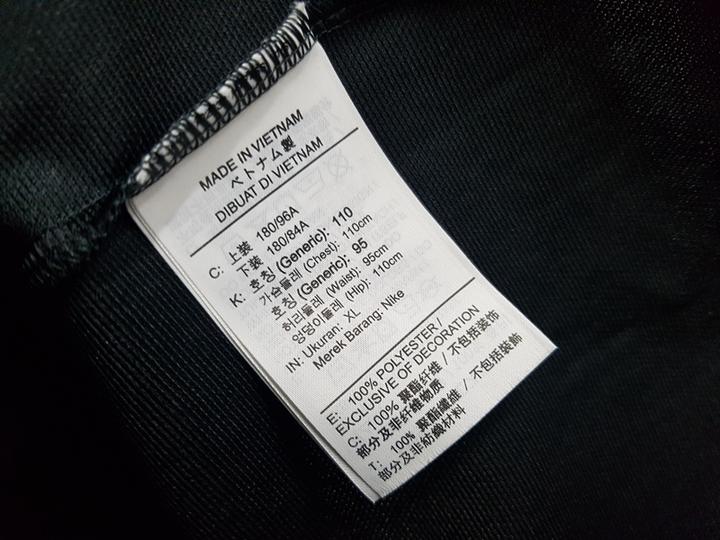 MADE IN VIETNAM
ベトナム製
DIBUAT DI VIETNAM
C: 上装 180/96A
下装 180/84A
K: 호칭 (Generic): 110
가슴둘레 (Chest): 110cm
호칭 (Generic): 95
허리둘레 (Waist): 95cm
엉덩이둘레 (Hip): 110cm
IN: Ukuran: XL
Merek Barang: Nike
E: 100% POLYESTER/
EXCLUSIVE OF DECORATION
C: 100% 聚酯纤维 / 不包括装饰
部分及非纤维物质
T: 100% 聚酯纖維 / 不包括裝飾
部分及非紡織材料